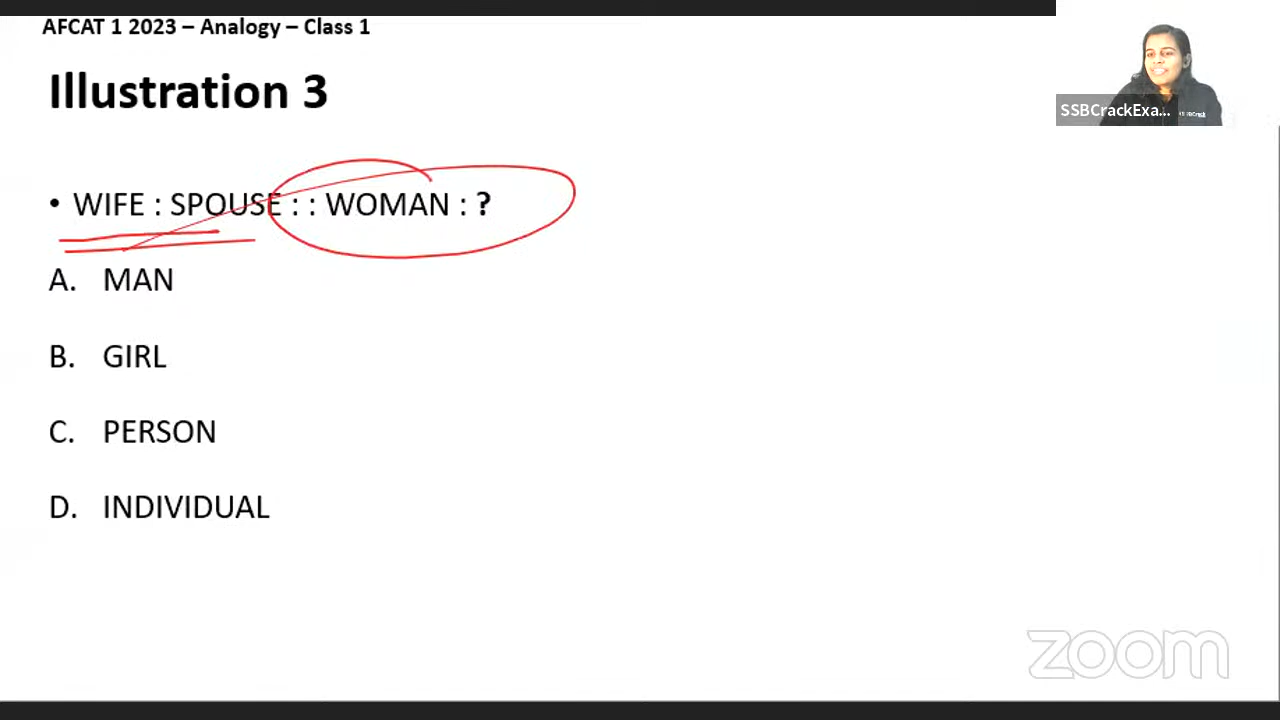 AFCAT 1 2023 – Analogy – Class 1
Illustration 3
SSBCrackExa...
• WIFE : SPOUSE : : WOMAN : ?
A. MAN
B. GIRL
C. PERSON
D. INDIVIDUAL
zoom